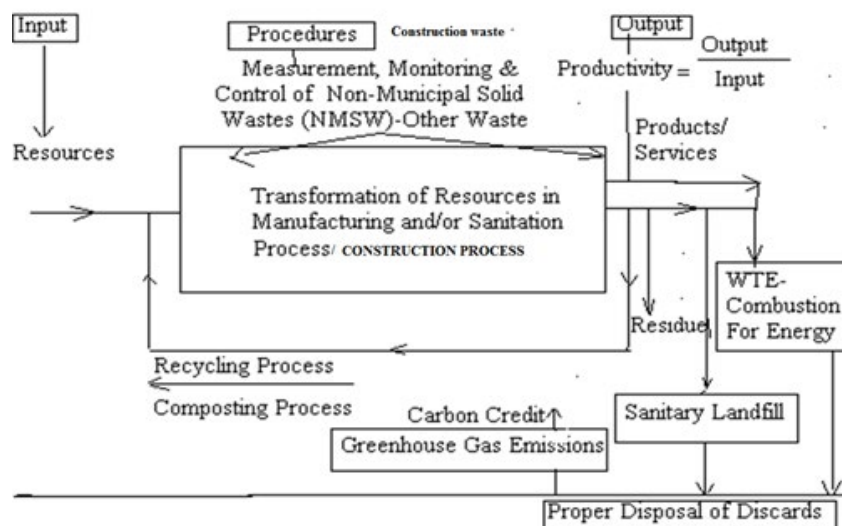 Input
Procedures
Construction waste
Output
Measurement, Monitoring &
Control of Non-Municipal Solid
Wastes (NMSW)-Other Waste
Productivity = Output
Input
Resources
Products/
Services
Transformation of Resources in
Manufacturing and/or Sanitation
Process/ CONSTRUCTION PROCESS
WTE-
Combustion
For Energy
Residue
Recycling Process
Composting Process
Carbon Credit
Greenhouse Gas Emissions
Sanitary Landfill
Proper Disposal of Discards